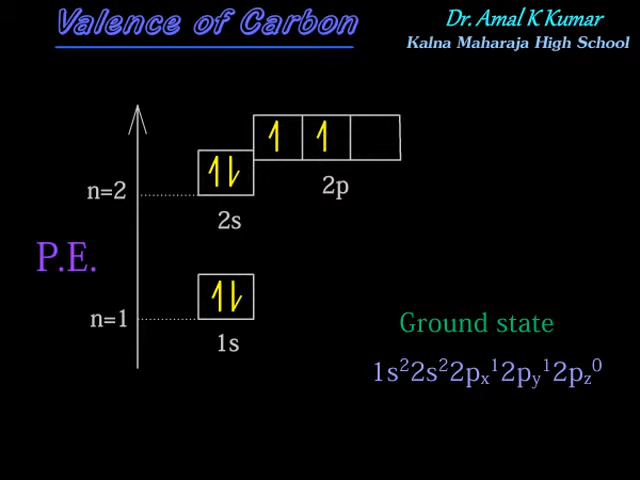 Valence of Carbon
Dr. Amal K Kumar
Kalna Maharaja High School
n=2
2p
2s
P.E.
n=1
1s
Ground state
1s²2s²2pₓ¹2pᵧ¹2p_z⁰